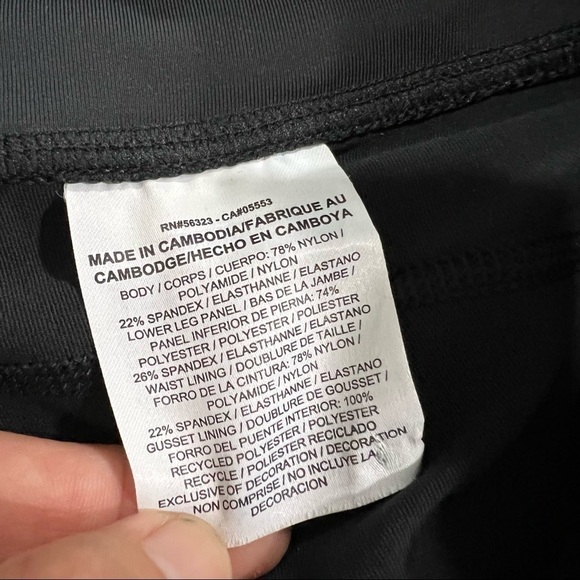 RN#56323 - CA#05553
MADE IN CAMBODIA/FABRIQUE AU
CAMBODGE/HECHO EN CAMBOYA
BODY / CORPS / CUERPO: 78% NYLON /
POLYAMIDE / NYLON
22% SPANDEX / ELASTHANNE / ELASTANO
LOWER LEG PANEL / BAS DE LA JAMBE /
PANEL INFERIOR DE PIERNA: 74%
POLYESTER / POLYESTER / POLIESTER
26% SPANDEX / ELASTHANNE / ELASTANO
WAIST LINING / DOUBLURE DE TAILLE /
FORRO DE LA CINTURA: 78% NYLON /
POLYAMIDE / NYLON
22% SPANDEX / ELASTHANNE / ELASTANO
GUSSET LINING / DOUBLURE DE GOUSSET /
FORRO DEL PUENTE INTERIOR: 100%
RECYCLED POLYESTER / POLYESTER
RECYCLE / POLIESTER RECICLADO
EXCLUSIVE OF DECORATION / DECORATION
NON COMPRISE / NO INCLUYE LA
DECORACION